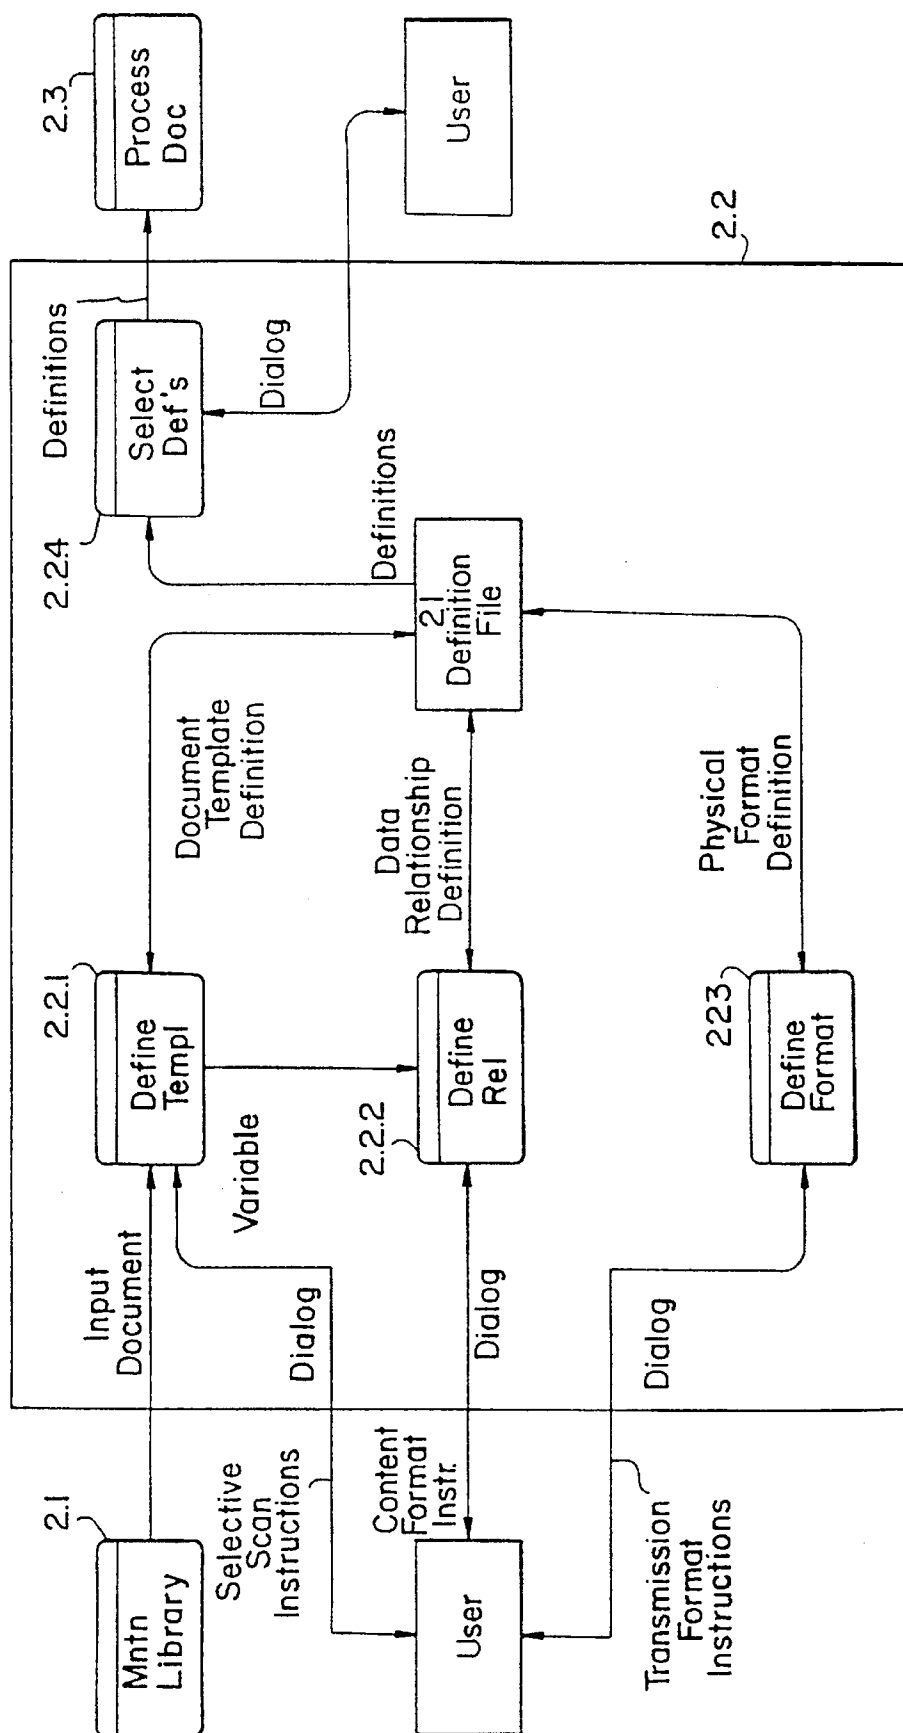 2.1
Mntn
Library
Input
Document
2.2.1
Define
Templ
Document
Template
Definition
2.2.4
Select
Def's
Definitions
2.3
Process
Doc
Selective
Scan
Instructions
Dialog
Variable
Definitions
Dialog
User
User
Content
Format
Instr.
Dialog
2.2.2
Define
Rel
Data
Relationship
Definition
2.1
Definition
File
2.2
Transmission
Format
Instructions
Dialog
223
Define
Format
Physical
Format
Definition